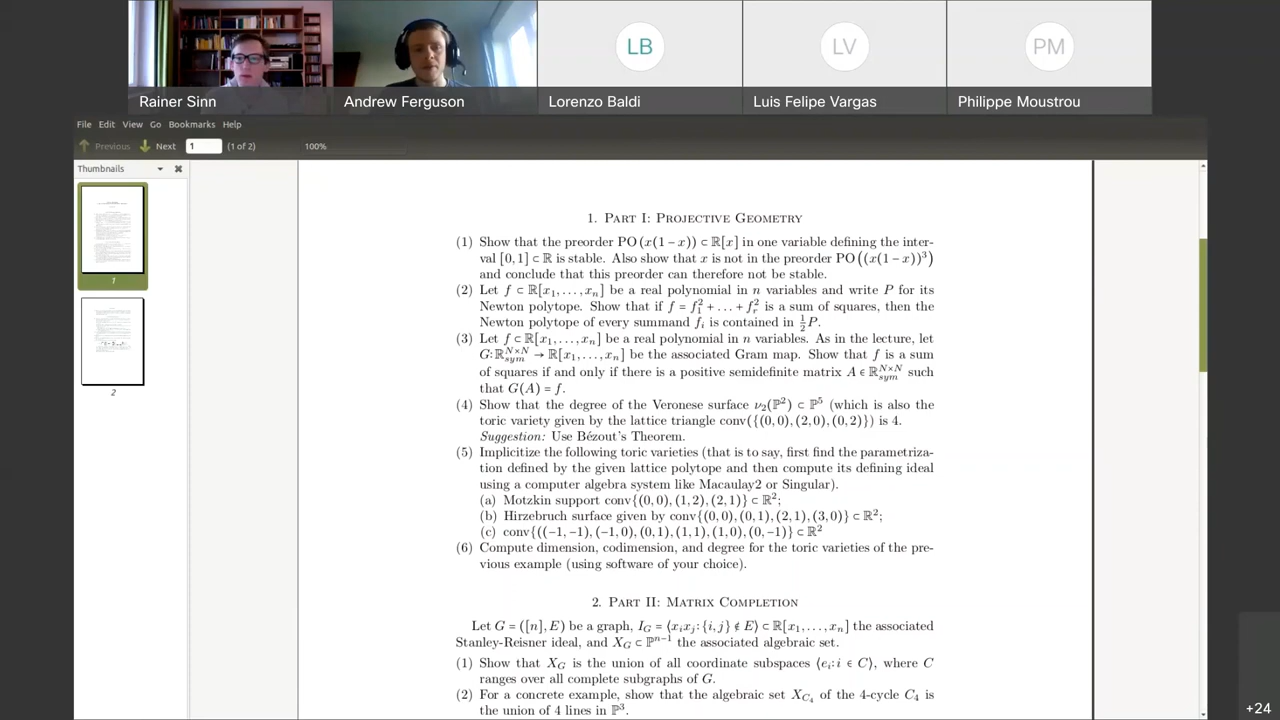 LB
LV
PM
Rainer Sinn
Andrew Ferguson
Lorenzo Baldi
Luis Felipe Vargas
Philippe Moustrou
File Edit View Go Bookmarks Help
Previous Next 1 (1 of 2) 100%
Thumbnails
1
2
1. Part I: Projective Geometry
(1) Show that the preorder PO(x(1−x)) ⊂ ℝ[x] in one variable defining the inter-
val [0,1] ⊂ ℝ is stable. Also show that x is not in the preorder PO((x(1−x))³)
and conclude that this preorder can therefore not be stable.
(2) Let f ⊂ ℝ[x₁,…,xₙ] be a real polynomial in n variables and write P for its
Newton polytope. Show that if f = f₁² + … + fᵣ² is a sum of squares, then the
Newton polytope of every summand fᵢ is contained in ½P.
(3) Let f ⊂ ℝ[x₁,…,xₙ] be a real polynomial in n variables. As in the lecture, let
G: ℝ^{N×N}_{sym} → ℝ[x₁,…,xₙ] be the associated Gram map. Show that f is a sum
of squares if and only if there is a positive semidefinite matrix A ∈ ℝ^{N×N}_{sym} such
that G(A) = f.
(4) Show that the degree of the Veronese surface ν₂(ℙ²) ⊂ ℙ⁵ (which is also the
toric variety given by the lattice triangle conv({(0,0),(2,0),(0,2)}) is 4.
Suggestion: Use Bézout's Theorem.
(5) Implicitize the following toric varieties (that is to say, first find the parametriza-
tion defined by the given lattice polytope and then compute its defining ideal
using a computer algebra system like Macaulay2 or Singular).
(a) Motzkin support conv{(0,0),(1,2),(2,1)} ⊂ ℝ²;
(b) Hirzebruch surface given by conv{(0,0),(0,1),(2,1),(3,0)} ⊂ ℝ²;
(c) conv{((−1,−1),(−1,0),(0,1),(1,1),(1,0),(0,−1)} ⊂ ℝ²
(6) Compute dimension, codimension, and degree for the toric varieties of the pre-
vious example (using software of your choice).
2. Part II: Matrix Completion
Let G = ([n],E) be a graph, I_G = ⟨xᵢxⱼ: {i,j} ∉ E⟩ ⊂ ℝ[x₁,…,xₙ] the associated
Stanley-Reisner ideal, and X_G ⊂ ℙⁿ⁻¹ the associated algebraic set.
(1) Show that X_G is the union of all coordinate subspaces ⟨eᵢ: i ∈ C⟩, where C
ranges over all complete subgraphs of G.
(2) For a concrete example, show that the algebraic set X_{C₄} of the 4-cycle C₄ is
the union of 4 lines in ℙ³.
+24